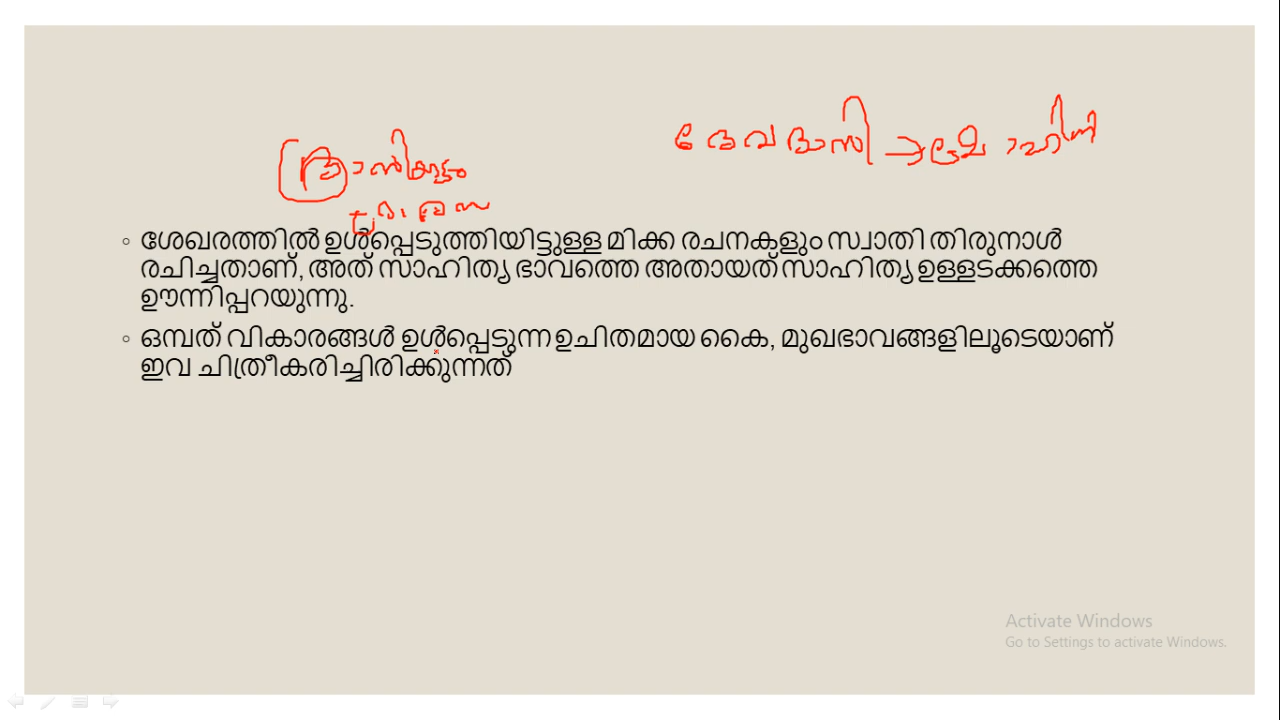 ദേവദാസി
ശേഖരത്തിൽ ഉൾപ്പെടുത്തിയിട്ടുള്ള മിക്ക രചനകളും സ്വാതി തിരുനാൾ
രചിച്ചതാണ്, അത് സാഹിത്യ ഭാവത്തെ അതായത് സാഹിത്യ ഉള്ളടക്കത്തെ
ഊന്നിപ്പറയുന്നു.
ഒമ്പത് വികാരങ്ങൾ ഉൾപ്പെടുന്ന ഉചിതമായ കൈ, മുഖഭാവങ്ങളിലൂടെയാണ്
ഇവ ചിത്രീകരിച്ചിരിക്കുന്നത്
Activate Windows
Go to Settings to activate Windows.